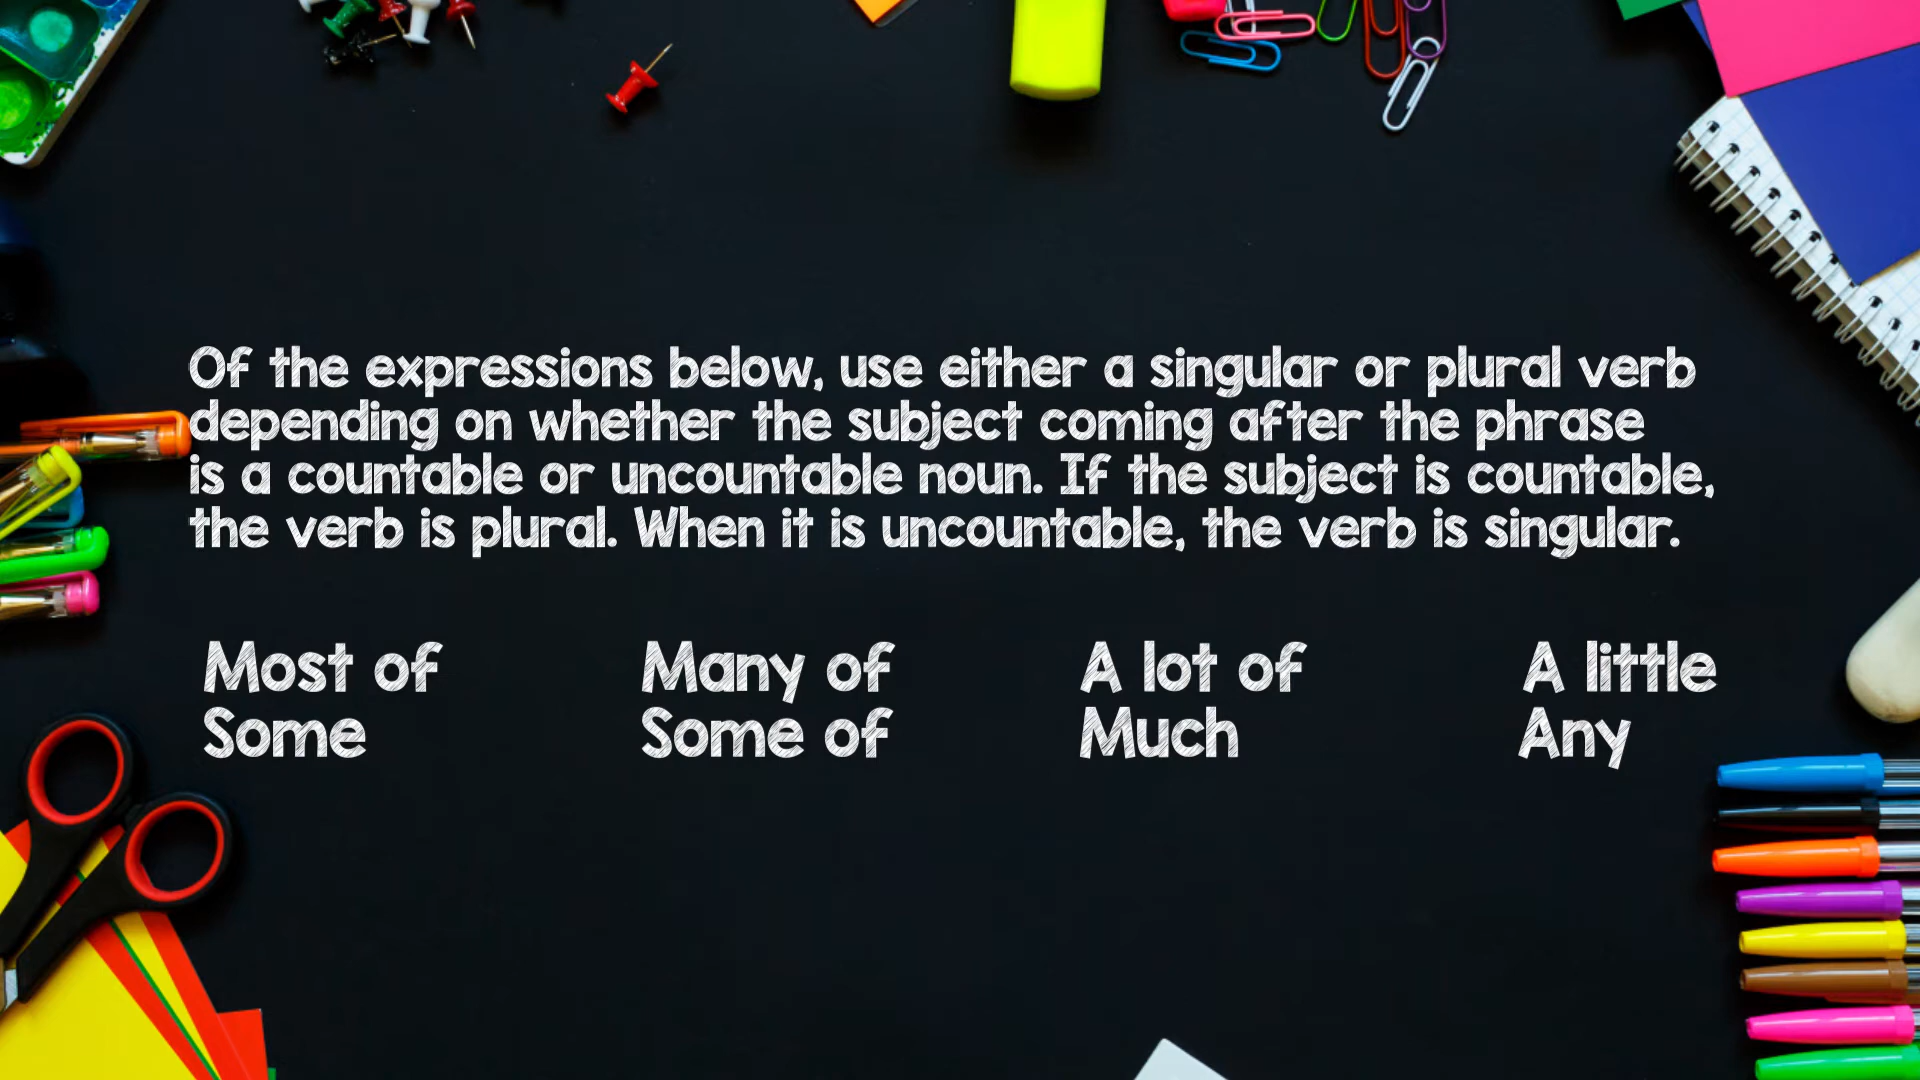 Of the expressions below, use either a singular or plural verb
depending on whether the subject coming after the phrase
is a countable or uncountable noun. If the subject is countable,
the verb is plural. When it is uncountable, the verb is singular.
Most of Many of A lot of A little
Some Some of Much Any